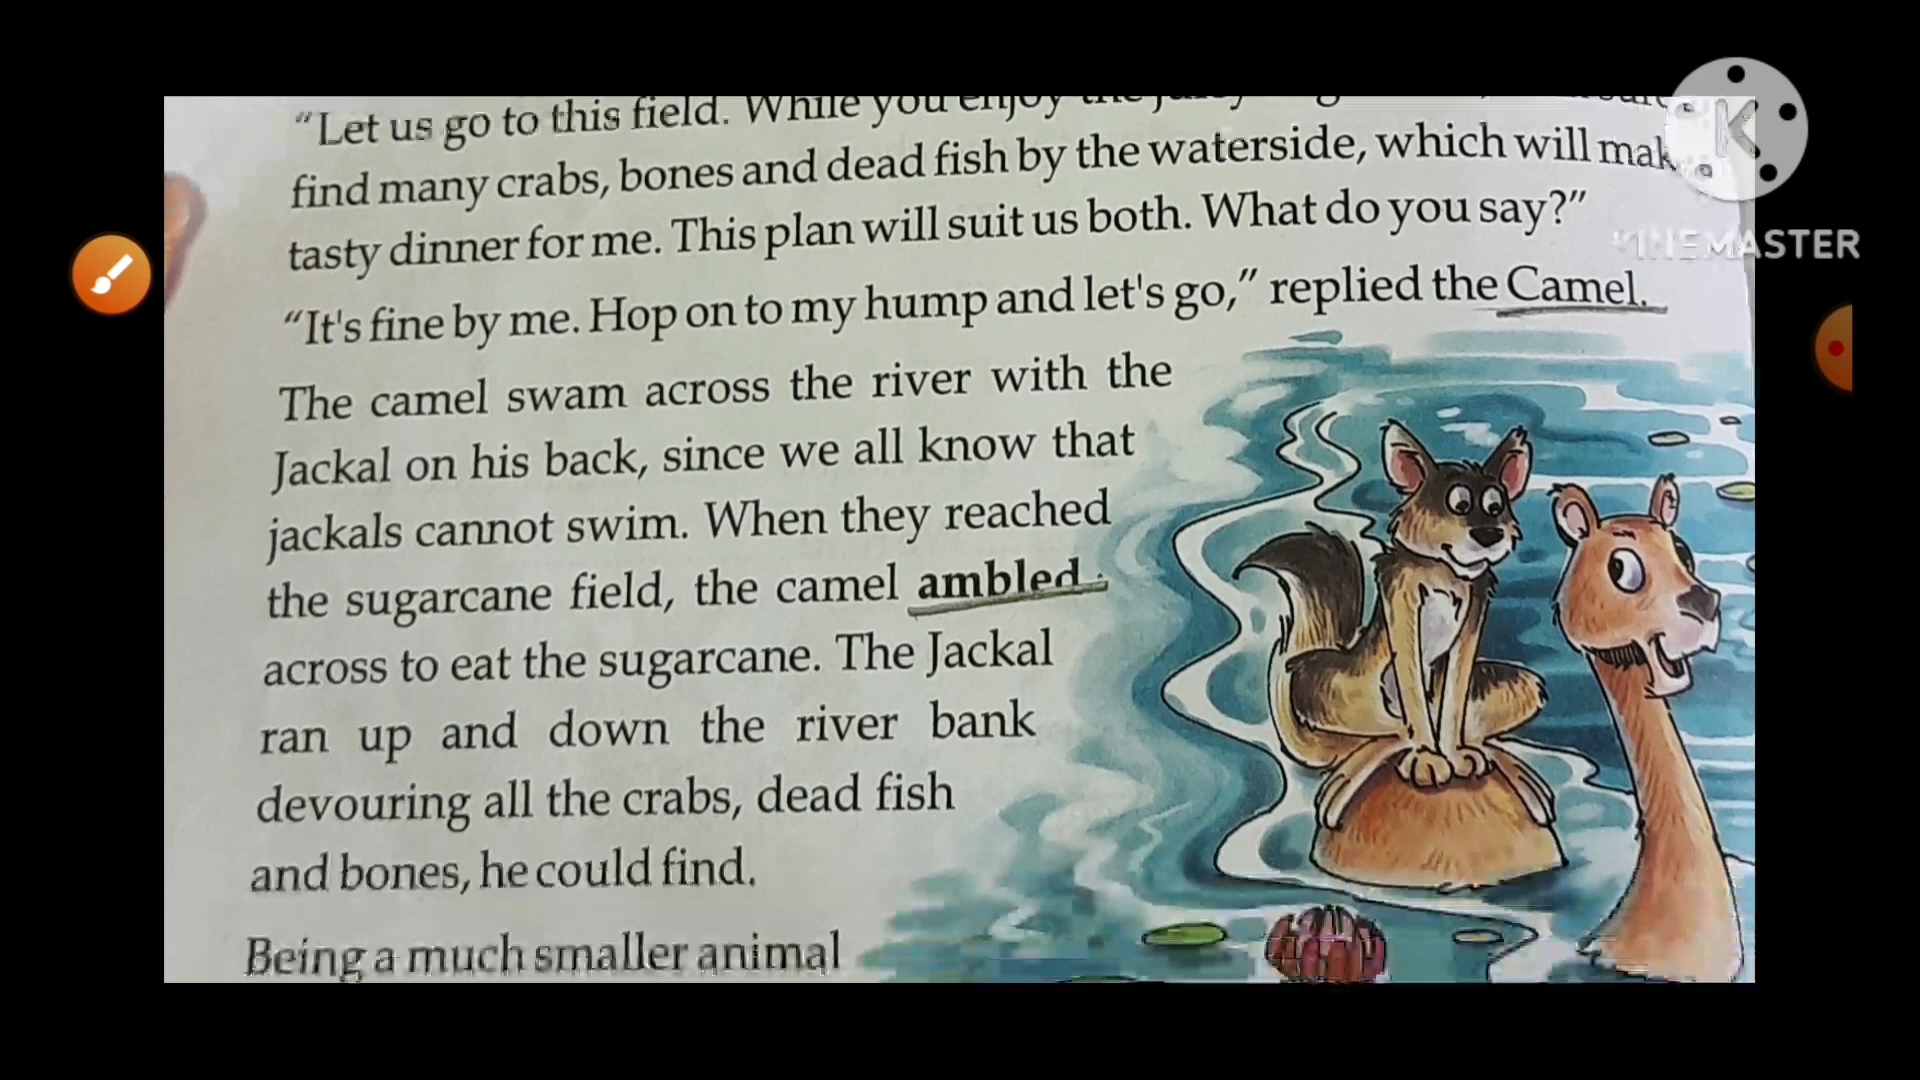 "Let us go to this field. While you enjoy the
find many crabs, bones and dead fish by the waterside, which will
tasty dinner for me. This plan will suit us both. What do you say?"
"It's fine by me. Hop on to my hump and let's go," replied the Camel.
The camel swam across the river with the
Jackal on his back, since we all know that
jackals cannot swim. When they reached
the sugarcane field, the camel ambled
across to eat the sugarcane. The Jackal
ran up and down the river bank
devouring all the crabs, dead fish
and bones, he could find.
Being a much smaller animal
K
KINEMASTER